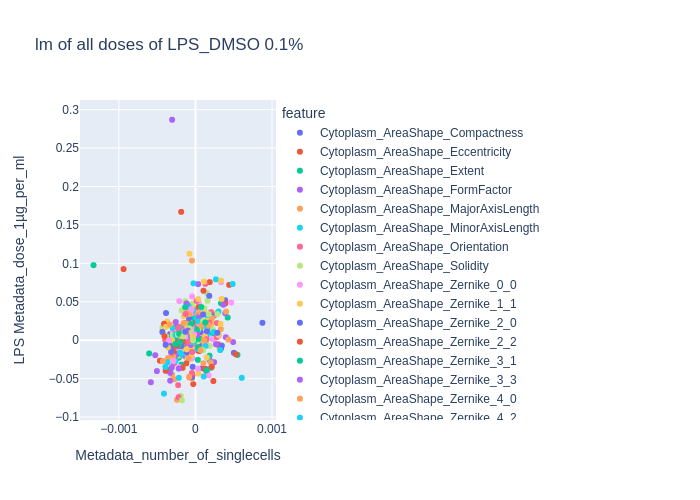 lm of all doses of LPS_DMSO 0.1%
feature
Cytoplasm_AreaShape_Compactness
Cytoplasm_AreaShape_Eccentricity
Cytoplasm_AreaShape_Extent
Cytoplasm_AreaShape_FormFactor
Cytoplasm_AreaShape_MajorAxisLength
Cytoplasm_AreaShape_MinorAxisLength
Cytoplasm_AreaShape_Orientation
Cytoplasm_AreaShape_Solidity
Cytoplasm_AreaShape_Zernike_0_0
Cytoplasm_AreaShape_Zernike_1_1
Cytoplasm_AreaShape_Zernike_2_0
Cytoplasm_AreaShape_Zernike_2_2
Cytoplasm_AreaShape_Zernike_3_1
Cytoplasm_AreaShape_Zernike_3_3
Cytoplasm_AreaShape_Zernike_4_0
Cytoplasm_AreaShape_Zernike_4_2
LPS Metadata_dose_1µg_per_ml
0.3
0.25
0.2
0.15
0.1
0.05
0
−0.05
−0.1
−0.001
0
0.001
Metadata_number_of_singlecells